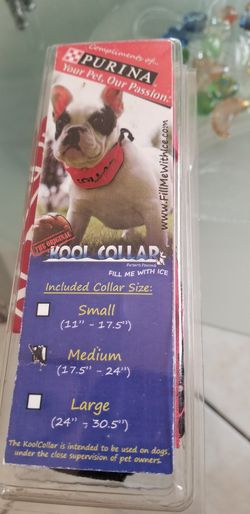 Compliments of...
PURINA
Your Pet, Our Passion.
www.FillMeWithIce.com
KOLLAR
THE ORIGINAL
KOOL COLLAR
FILL ME WITH ICE
Included Collar Size:
Small
(11" - 17.5")
Medium
(17.5" - 24")
Large
(24" - 30.5")
The KoolCollar is intended to be used on dogs
under the close supervision of pet owners.